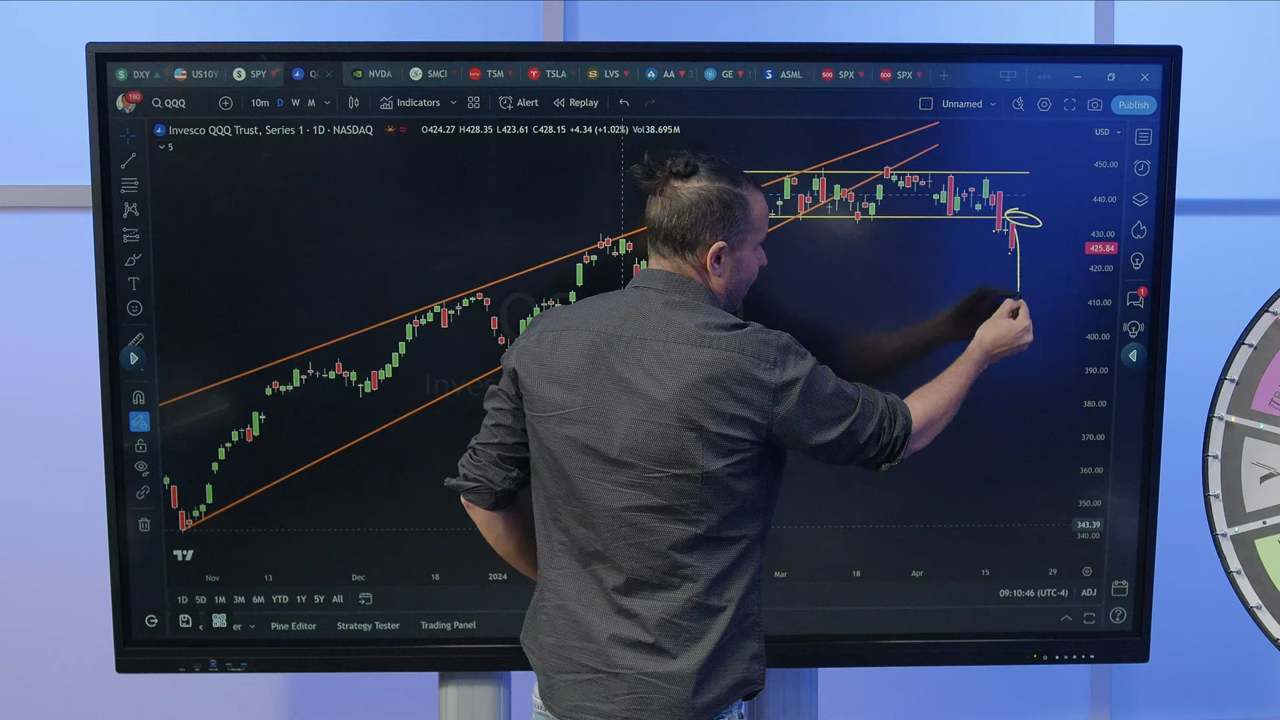 DXY US10Y SPY QQ NVDA SMCI TSM TSLA LVS AA GE ASML SPX SPX
180 QQQ 10m D W M Indicators Alert Replay Unnamed Publish
Invesco QQQ Trust, Series 1 · 1D · NASDAQ O424.27 H428.35 L423.61 C428.15 +4.34 (+1.02%) Vol38.695M USD
5
450.00
440.00
430.00
425.84
420.00
410.00
400.00
390.00
380.00
370.00
360.00
350.00
343.39
340.00
Inves
Nov 13 Dec 18 2024 Mar 18 Apr 15 29
1D 5D 1M 3M 6M YTD 1Y 5Y All 09:10:46 (UTC-4) ADJ
er Pine Editor Strategy Tester Trading Panel